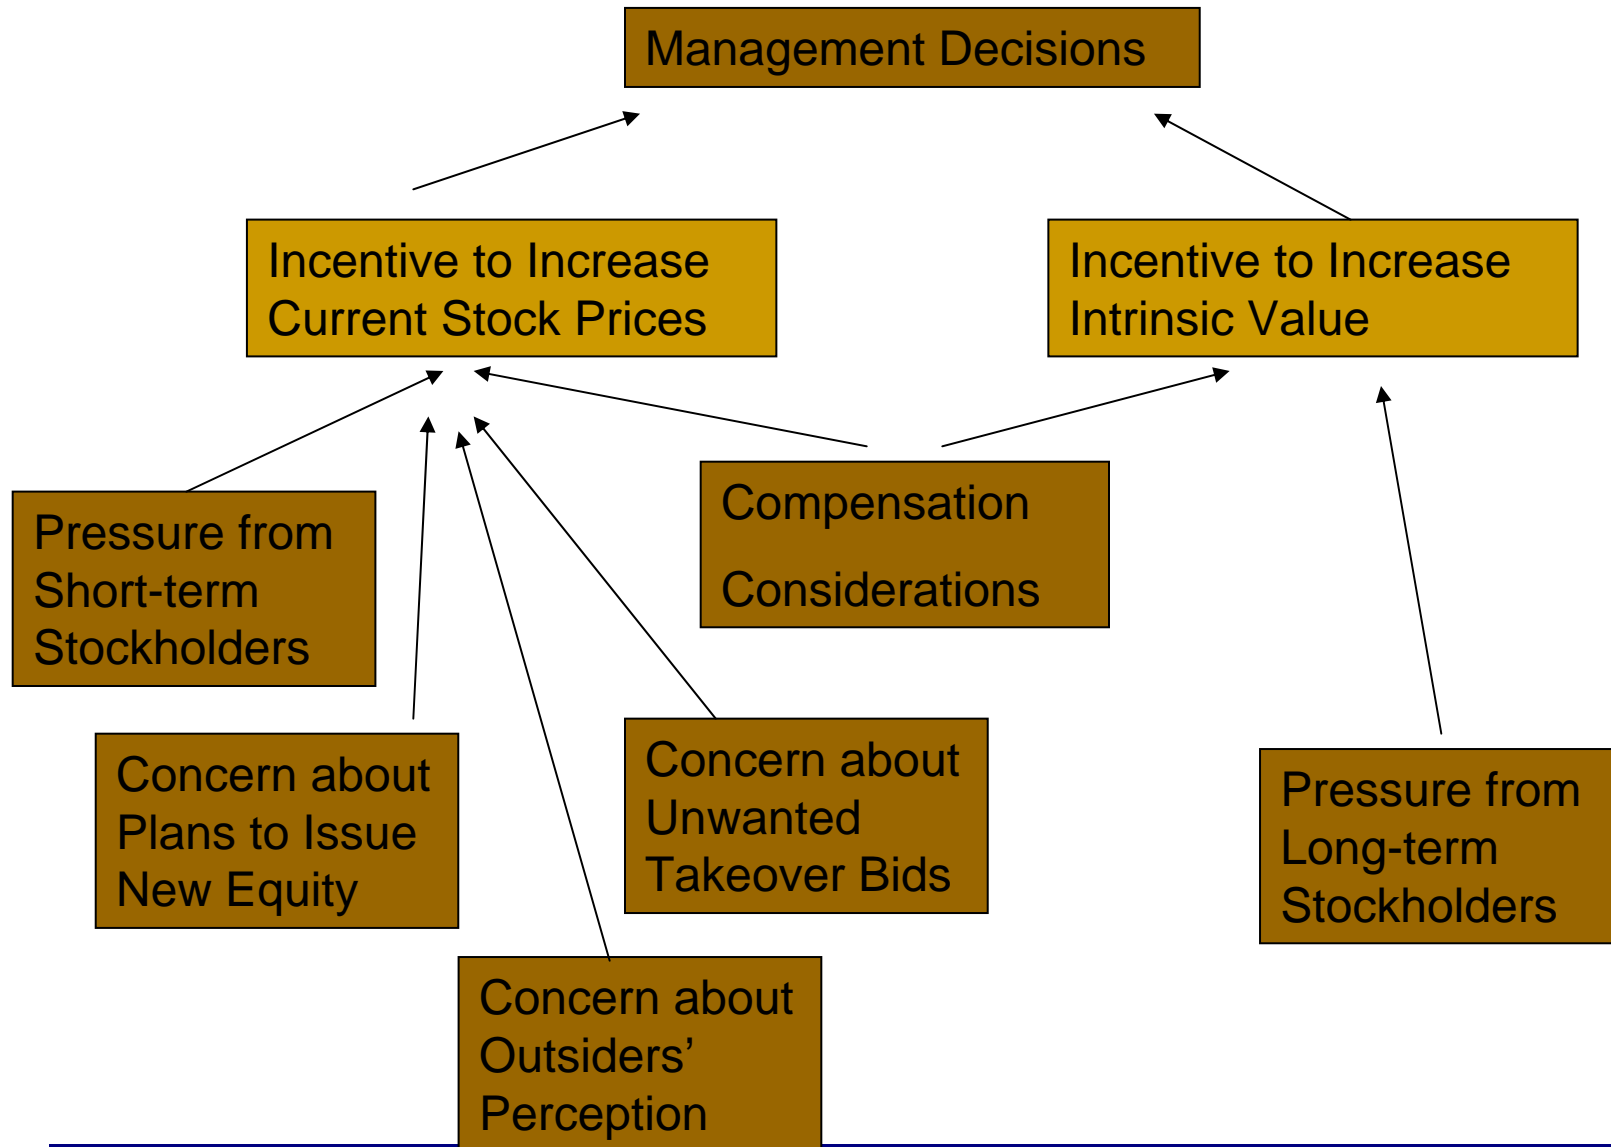 Management Decisions
Incentive to Increase
Current Stock Prices
Incentive to Increase
Intrinsic Value
Pressure from
Short-term
Stockholders
Compensation
Considerations
Concern about
Plans to Issue
New Equity
Concern about
Unwanted
Takeover Bids
Pressure from
Long-term
Stockholders
Concern about
Outsiders’
Perception